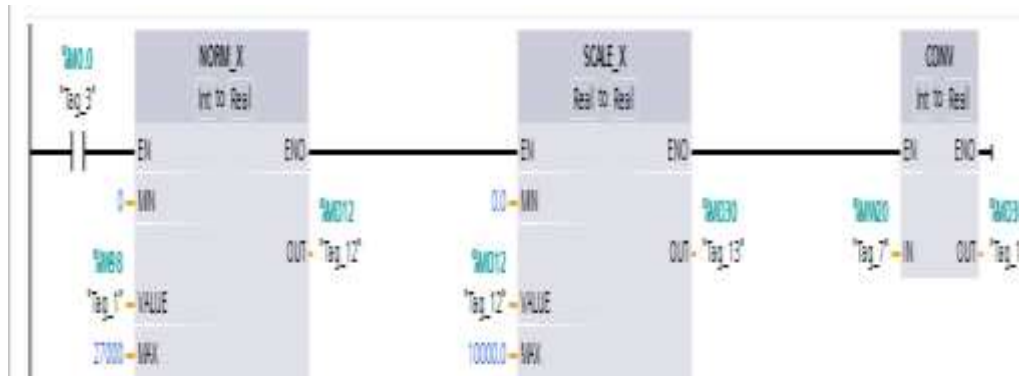 %M0.0
"Tag_3"
NORM_X
Int to Real
EN
ENO
0
MIN
%MD12
"Tag_12"
OUT
"Tag_1"
VALUE
27000
MAX
SCALE_X
Real to Real
EN
ENO
0.0
MIN
%MD30
"Tag_13"
OUT
%MD12
"Tag_12"
VALUE
10000.0
MAX
CONV
Int to Real
EN
ENO
%MW20
"Tag_7"
IN
OUT